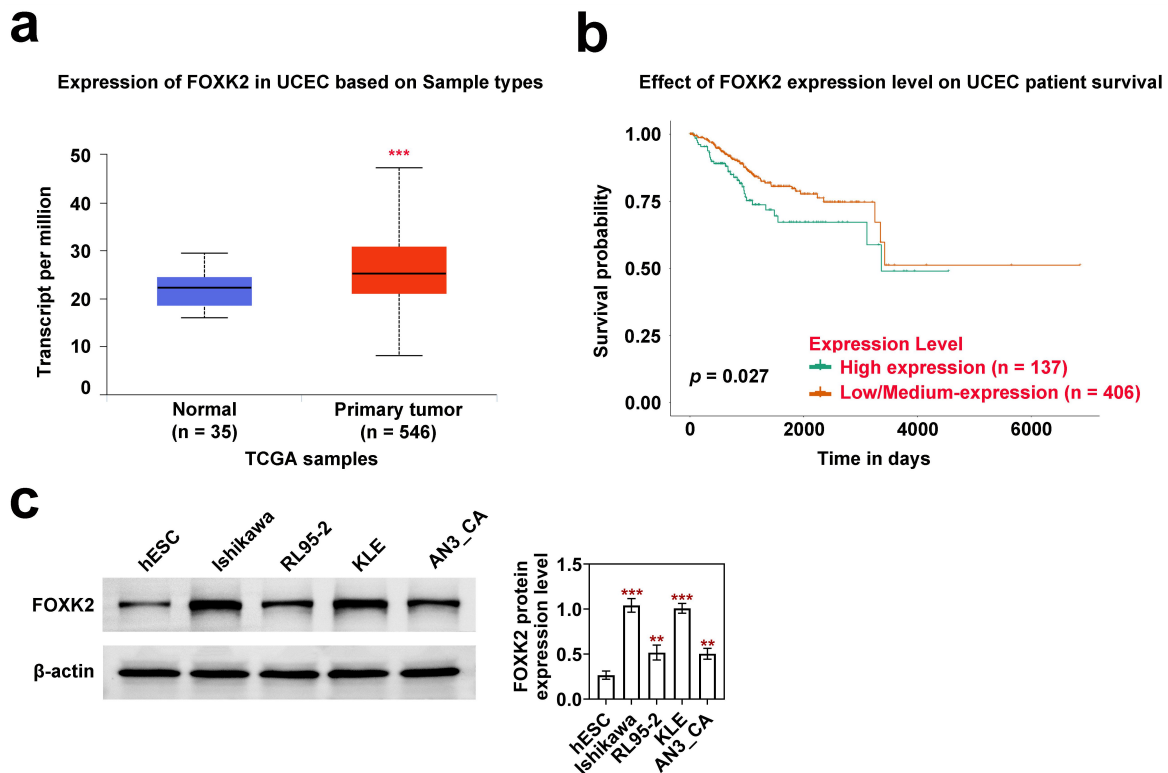 a
Expression of FOXK2 in UCEC based on Sample types
Transcript per million
50
40
30
20
10
0
***
Normal
(n = 35)
Primary tumor
(n = 546)
TCGA samples
b
Effect of FOXK2 expression level on UCEC patient survival
Survival probability
1.00
0.75
0.50
0.25
0.00
p = 0.027
Expression Level
High expression (n = 137)
Low/Medium-expression (n = 406)
0
2000
4000
6000
Time in days
c
hESC
Ishikawa
RL95-2
KLE
AN3_CA
FOXK2
β-actin
FOXK2 protein
expression level
1.5
1.0
0.5
0.0
***
**
***
**
hESC
Ishikawa
RL95-2
KLE
AN3_CA